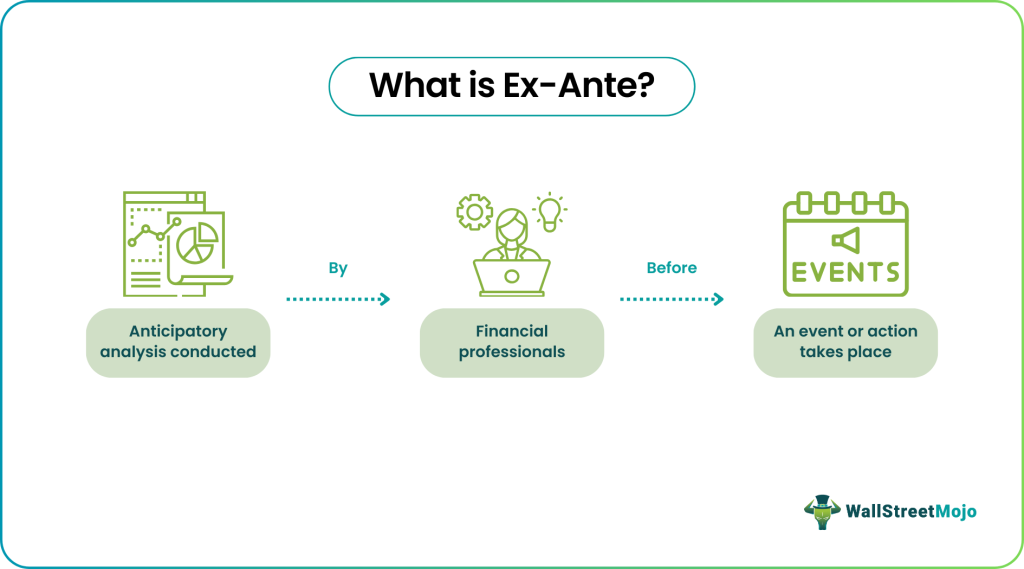 What is Ex-Ante?
By
Before
EVENTS
Anticipatory
analysis conducted
Financial
professionals
An event or action
takes place
WallStreetMojo